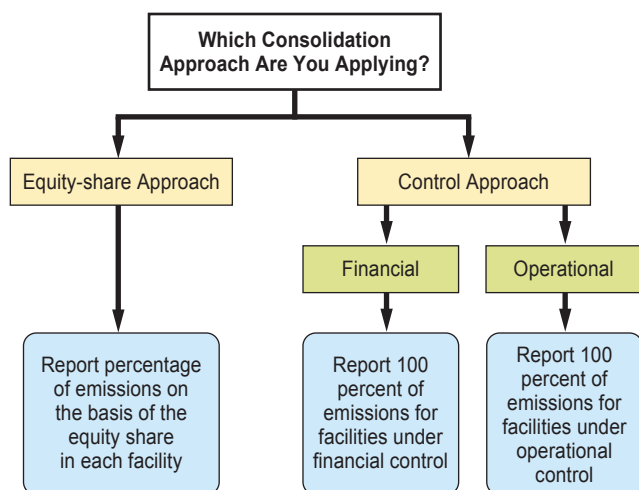 Which Consolidation
Approach Are You Applying?
Equity-share Approach
Control Approach
Financial
Operational
Report percentage
of emissions on
the basis of the
equity share
in each facility
Report 100
percent of
emissions for
facilities under
financial control
Report 100
percent of
emissions for
facilities under
operational
control